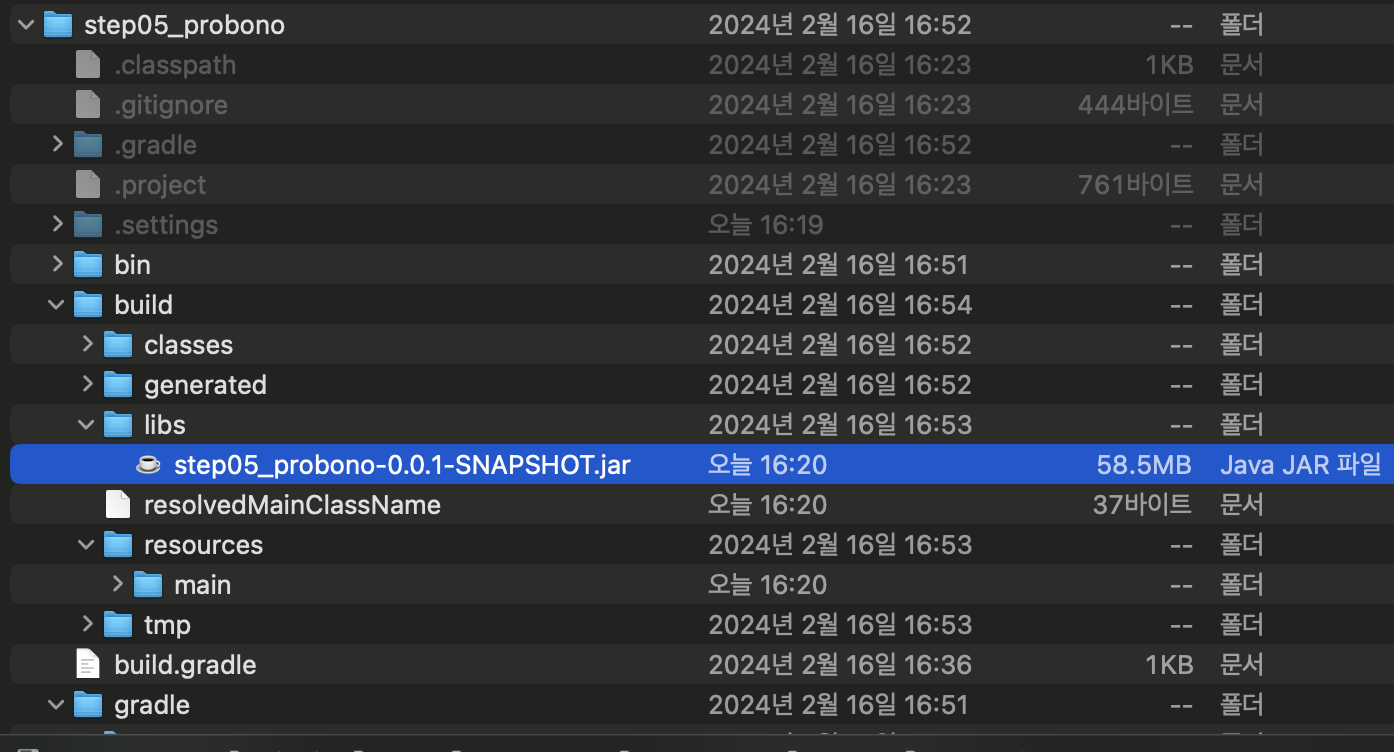 step05_probono 2024년 2월 16일 16:52 -- 폴더
.classpath 2024년 2월 16일 16:23 1KB 문서
.gitignore 2024년 2월 16일 16:23 444바이트 문서
.gradle 2024년 2월 16일 16:52 -- 폴더
.project 2024년 2월 16일 16:23 761바이트 문서
.settings 오늘 16:19 -- 폴더
bin 2024년 2월 16일 16:51 -- 폴더
build 2024년 2월 16일 16:54 -- 폴더
classes 2024년 2월 16일 16:52 -- 폴더
generated 2024년 2월 16일 16:52 -- 폴더
libs 2024년 2월 16일 16:53 -- 폴더
step05_probono-0.0.1-SNAPSHOT.jar 오늘 16:20 58.5MB Java JAR 파일
resolvedMainClassName 오늘 16:20 37바이트 문서
resources 2024년 2월 16일 16:53 -- 폴더
main 오늘 16:20 -- 폴더
tmp 2024년 2월 16일 16:53 -- 폴더
build.gradle 2024년 2월 16일 16:36 1KB 문서
gradle 2024년 2월 16일 16:51 -- 폴더